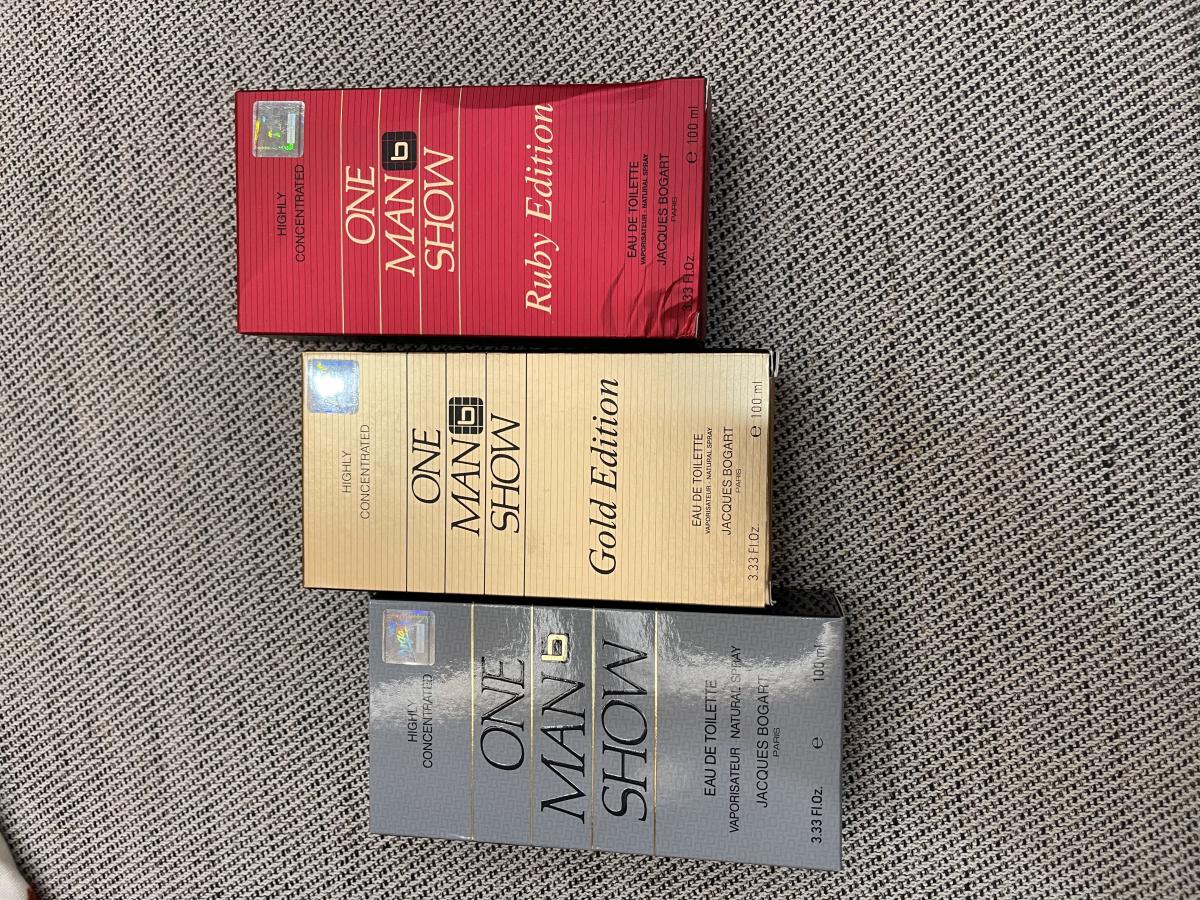 HIGHLY
CONCENTRATED
ONE
MAN b
SHOW
EAU DE TOILETTE
VAPORISATEUR NATURAL SPRAY
JACQUES BOGART
PARIS
3.33 Fl.Oz. e 100 ml
HIGHLY
CONCENTRATED
ONE
MAN b
SHOW
Gold Edition
EAU DE TOILETTE
VAPORISATEUR - NATURAL SPRAY
JACQUES BOGART
PARIS
3.33 Fl.Oz. e 100 ml
HIGHLY
CONCENTRATED
ONE
MAN b
SHOW
Ruby Edition
EAU DE TOILETTE
VAPORISATEUR - NATURAL SPRAY
JACQUES BOGART
PARIS
3.33 Fl.Oz. e 100 ml